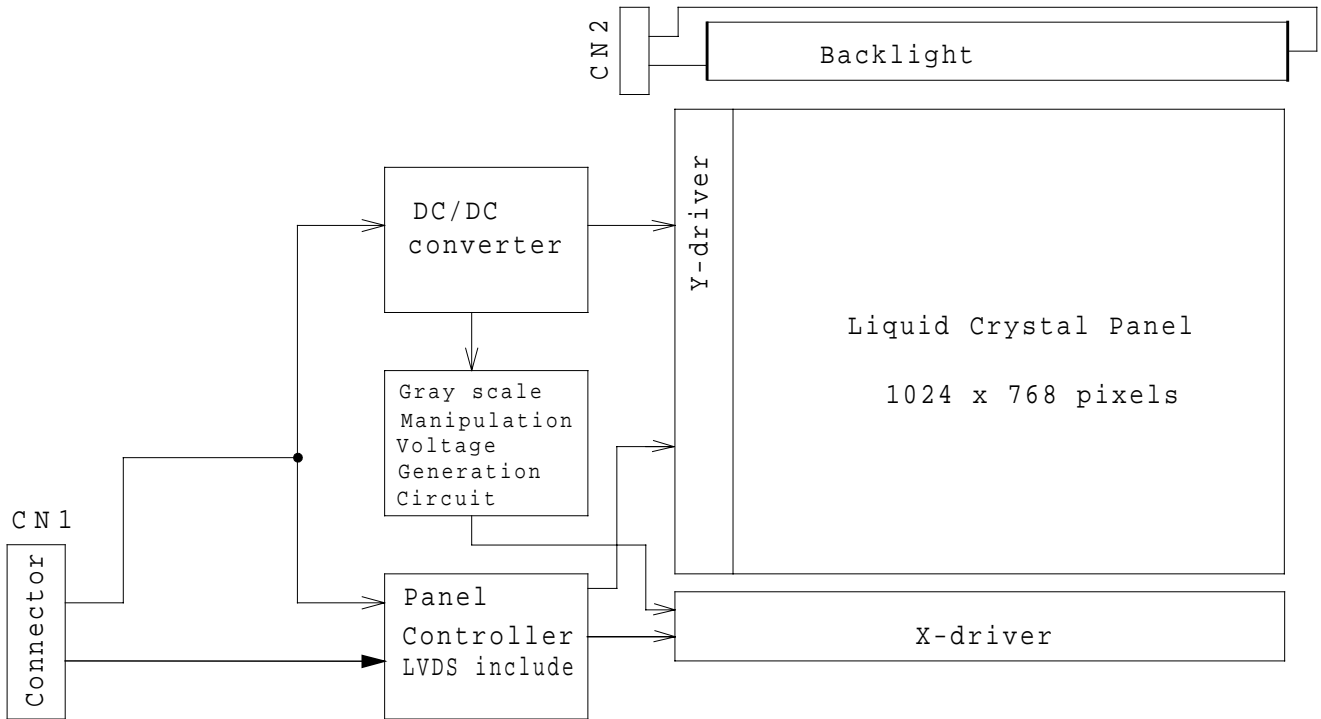 CN2
Backlight
DC/DC
converter
Y-driver
Liquid Crystal Panel
1024 x 768 pixels
Gray scale
Manipulation
Voltage
Generation
Circuit
CN1
Connector
Panel
Controller
LVDS include
X-driver